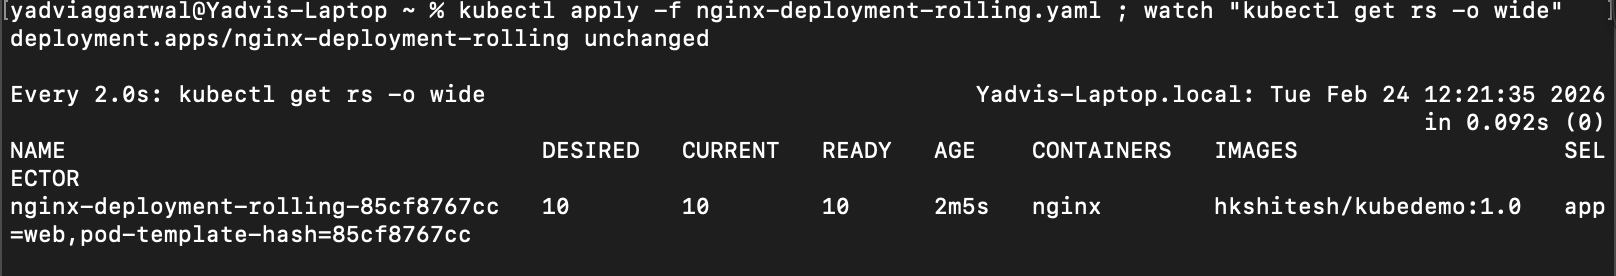 [yadviaggarwal@Yadvis-Laptop ~ % kubectl apply -f nginx-deployment-rolling.yaml ; watch "kubectl get rs -o wide" ]
deployment.apps/nginx-deployment-rolling unchanged
Every 2.0s: kubectl get rs -o wide Yadvis-Laptop.local: Tue Feb 24 12:21:35 2026
in 0.092s (0)
NAME DESIRED CURRENT READY AGE CONTAINERS IMAGES SEL
ECTOR
nginx-deployment-rolling-85cf8767cc 10 10 10 2m5s nginx hkshitesh/kubedemo:1.0 app
=web,pod-template-hash=85cf8767cc